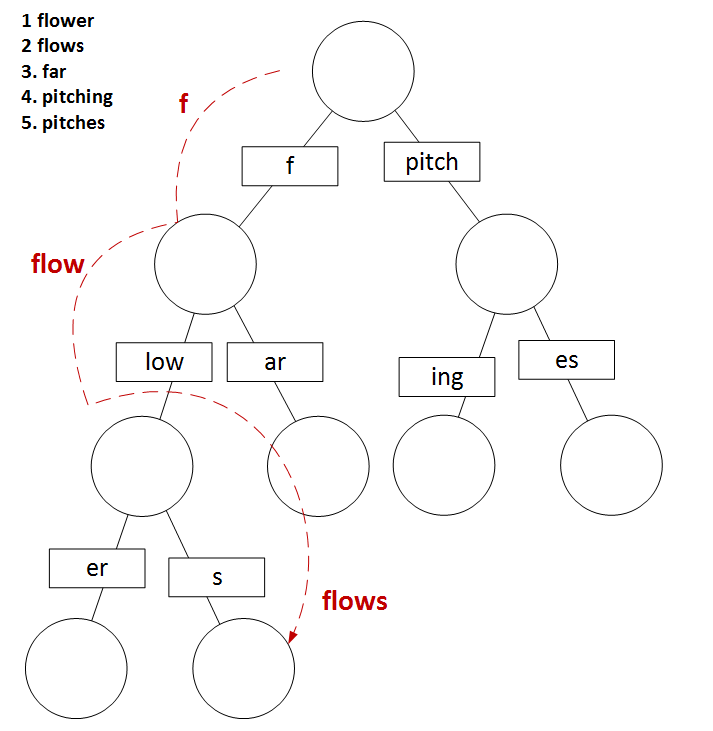 1 flower
2 flows
3. far
4. pitching
5. pitches
f
f
pitch
flow
low
ar
ing
es
er
s
flows